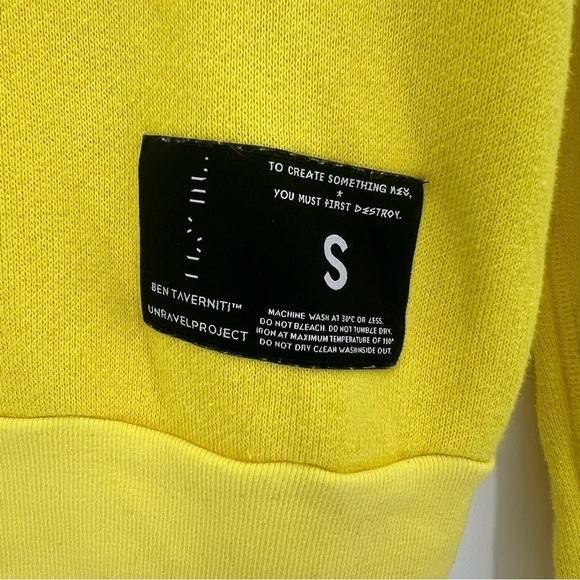 TO CREATE SOMETHING NEW,
*
YOU MUST FIRST DESTROY.
S
BEN TAVERNITI™
UNRAVELPROJECT
MACHINE WASH AT 30°C OR LESS.
DO NOT BLEACH. DO NOT TUMBLE DRY.
IRON AT MAXIMUM TEMPERATURE OF 110°
DO NOT DRY CLEAN WASH INSIDE OUT.